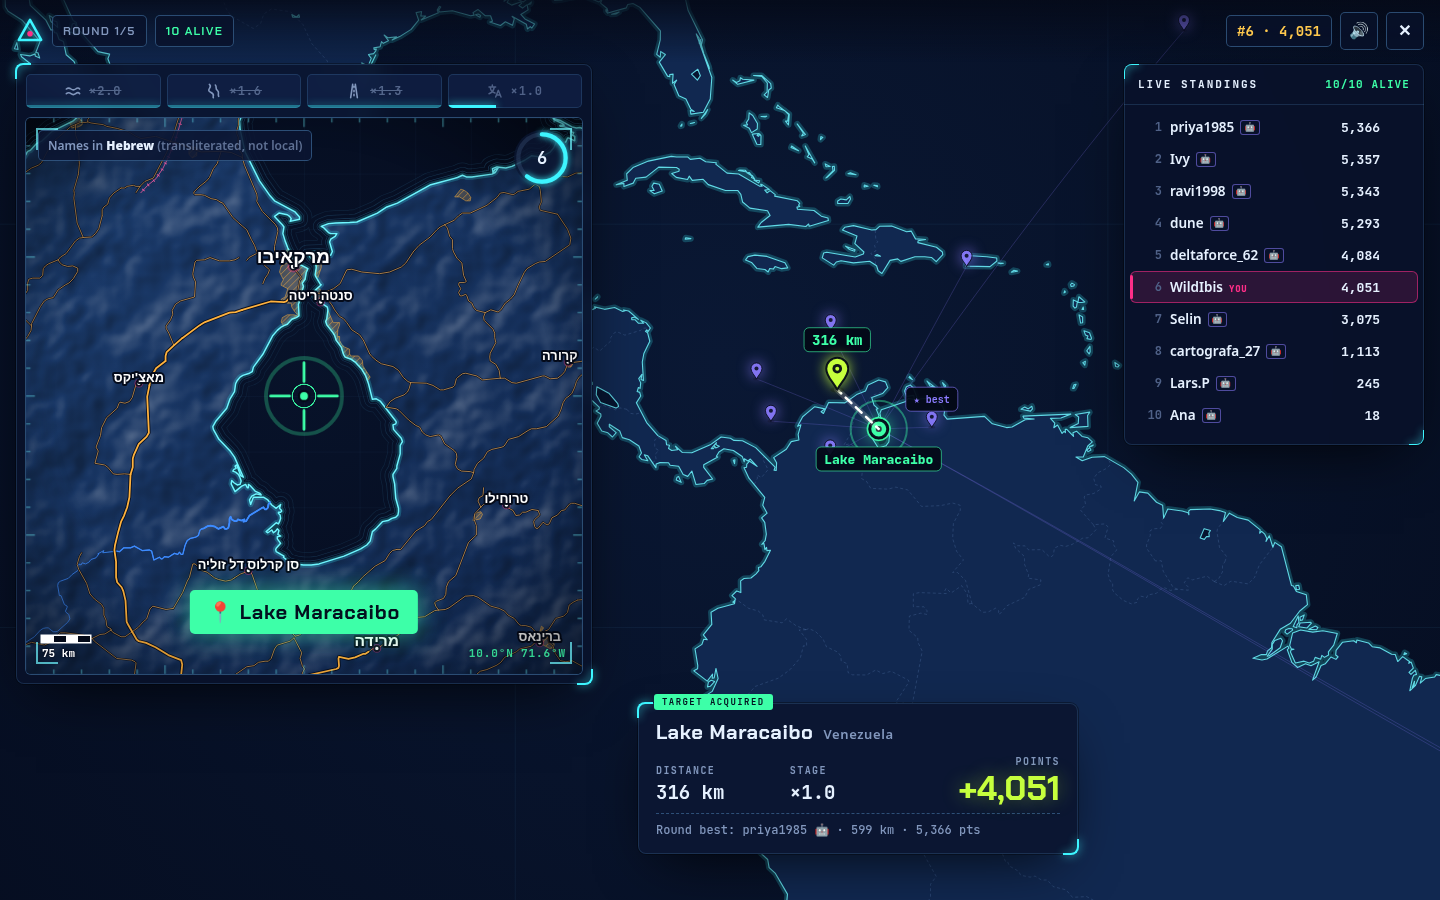 ROUND 1/5
10 ALIVE
#6 · 4,051
×2.0
×1.6
×1.3
×1.0
Names in Hebrew (transliterated, not local)
6
מרקאיבו
סנטה ריטה
קרורה
מאצ'יקס
טרוחילו
סן קרלוס דל זוליה
📍 Lake Maracaibo
מרידה
ברינאס
75 km
10.0°N 71.6°W
316 km
★ best
Lake Maracaibo
LIVE STANDINGS 10/10 ALIVE
1 priya1985 🤖 5,366
2 Ivy 🤖 5,357
3 ravi1998 🤖 5,343
4 dune 🤖 5,293
5 deltaforce_62 🤖 4,084
6 WildIbis YOU 4,051
7 Selin 🤖 3,075
8 cartografa_27 🤖 1,113
9 Lars.P 🤖 245
10 Ana 🤖 18
TARGET ACQUIRED
Lake Maracaibo Venezuela
DISTANCE STAGE POINTS
316 km ×1.0 +4,051
Round best: priya1985 🤖 · 599 km · 5,366 pts